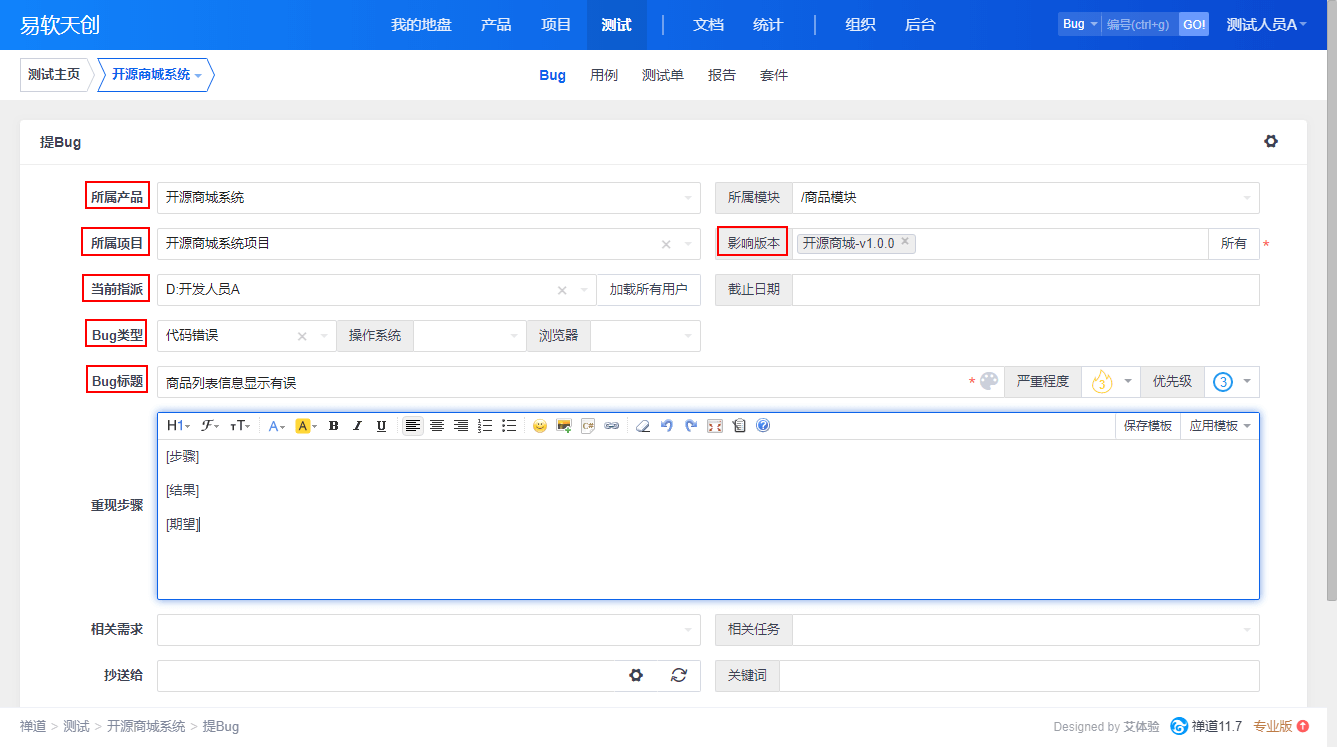 易软天创 我的地盘 产品 项目 测试 文档 统计 组织 后台 Bug 编号(ctrl+g) GO! 测试人员A
测试主页 开源商城系统 Bug 用例 测试单 报告 套件
提Bug
所属产品 开源商城系统 所属模块 /商品模块
所属项目 开源商城系统项目 影响版本 开源商城-v1.0.0 × 所有 *
当前指派 D:开发人员A 加载所有用户 截止日期
Bug类型 代码错误 操作系统 浏览器
Bug标题 商品列表信息显示有误 * 严重程度 3 优先级 3
H1 F TT A A B I U C# 保存模板 应用模板
[步骤]
[结果]
重现步骤
[期望]
相关需求 相关任务
抄送给 关键词
禅道 > 测试 > 开源商城系统 > 提Bug Designed by 艾体验 禅道11.7 专业版